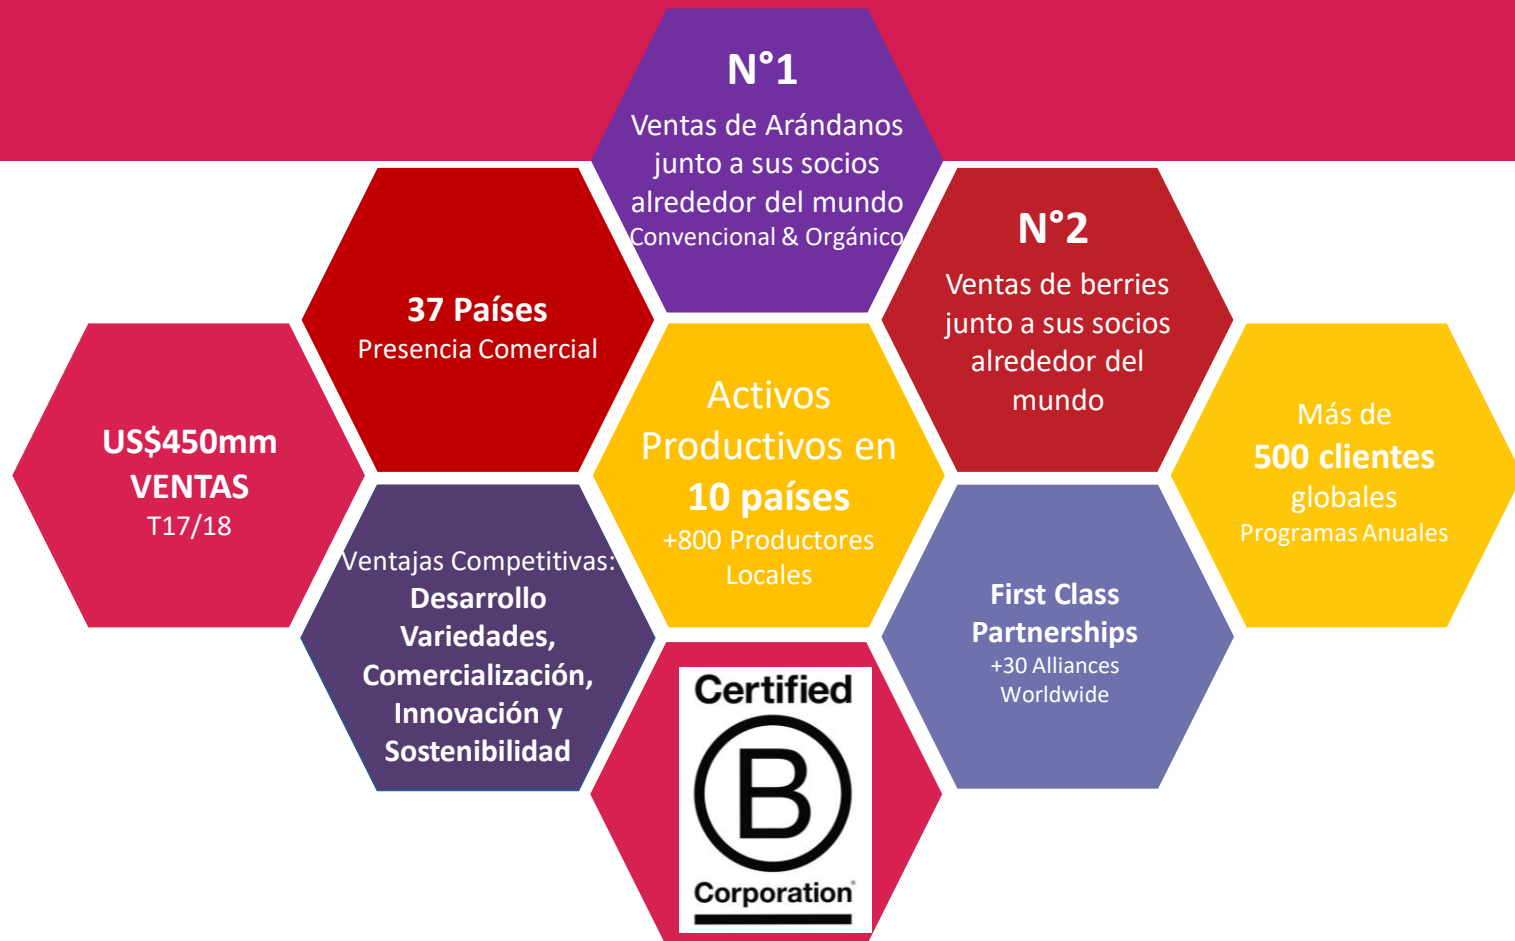 N°1
Ventas de Arándanos
junto a sus socios
alrededor del mundo
Convencional & Orgánico
37 Países
Presencia Comercial
N°2
Ventas de berries
junto a sus socios
alrededor del
mundo
US$450mm
VENTAS
T17/18
Activos
Productivos en
10 países
+800 Productores
Locales
Más de
500 clientes
globales
Programas Anuales
Ventajas Competitivas:
Desarrollo
Variedades,
Comercialización,
Innovación y
Sostenibilidad
First Class
Partnerships
+30 Alliances
Worldwide
Certified
B
Corporation